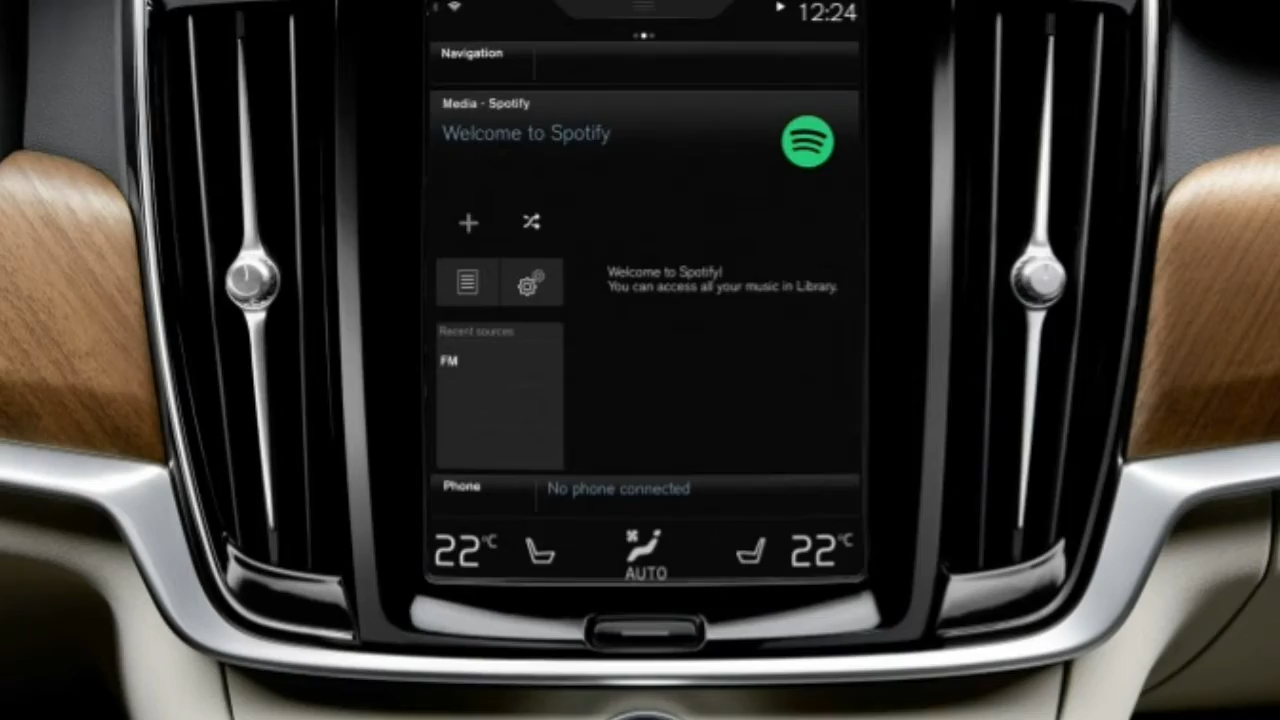 12:24
Navigation
Media - Spotify
Welcome to Spotify
Welcome to Spotify!
You can access all your music in Library.
Recent sources
FM
Phone
No phone connected
22°C
22°C
AUTO